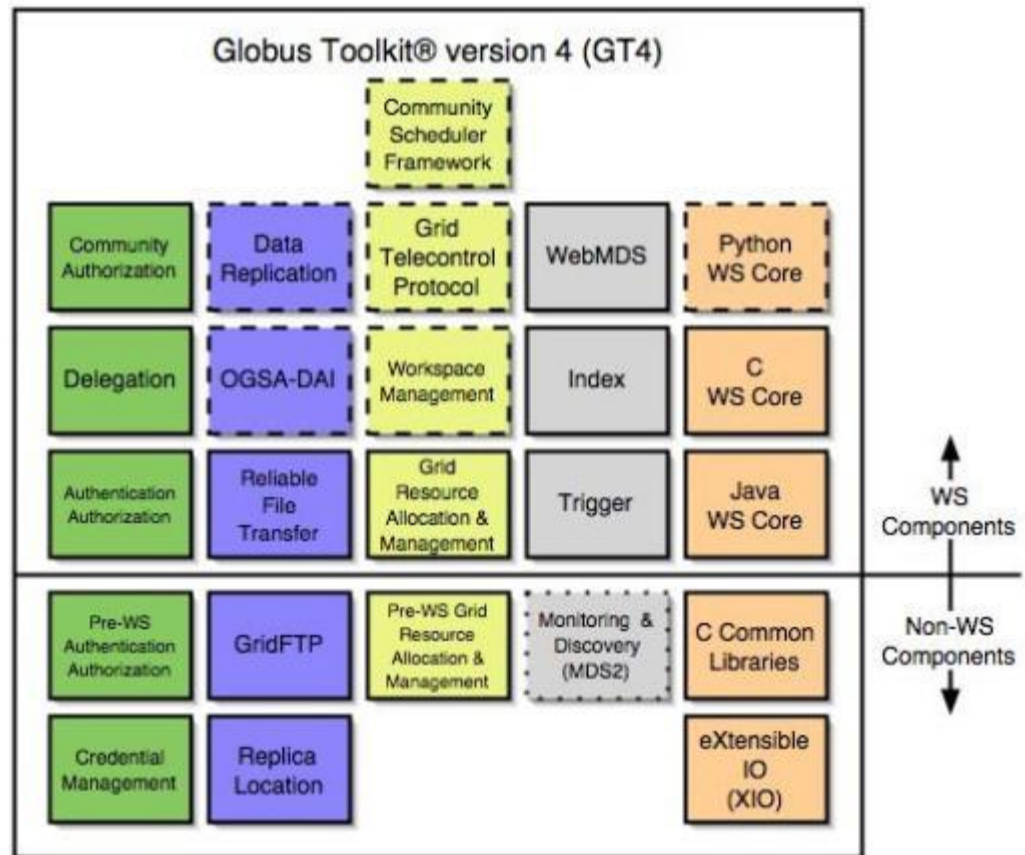 Globus Toolkit® version 4 (GT4)
Community
Scheduler
Framework
Community
Authorization
Data
Replication
Grid
Telecontrol
Protocol
WebMDS
Python
WS Core
Delegation
OGSA-DAI
Workspace
Management
Index
C
WS Core
Authentication
Authorization
Reliable
File
Transfer
Grid
Resource
Allocation &
Management
Trigger
Java
WS Core
WS
Components
Pre-WS
Authentication
Authorization
GridFTP
Pre-WS Grid
Resource
Allocation &
Management
Monitoring &
Discovery
(MDS2)
C Common
Libraries
Non-WS
Components
Credential
Management
Replica
Location
eXtensible
IO
(XIO)